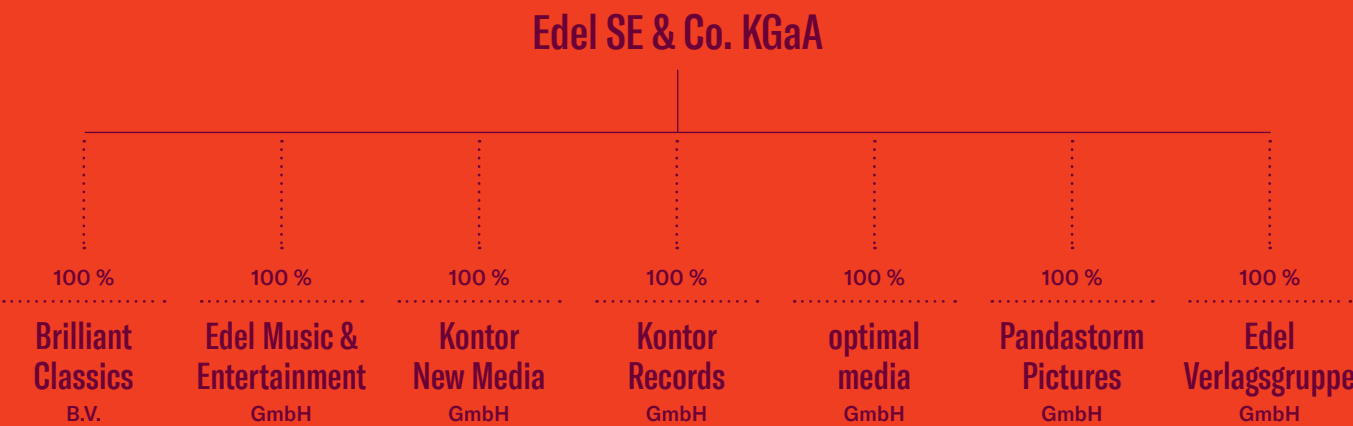 Edel SE & Co. KGaA
100 % 100 % 100 % 100 % 100 % 100 % 100 %
Brilliant Edel Music & Kontor Kontor optimal Pandastorm Edel
Classics Entertainment New Media Records media Pictures Verlagsgruppe
B.V. GmbH GmbH GmbH GmbH GmbH GmbH